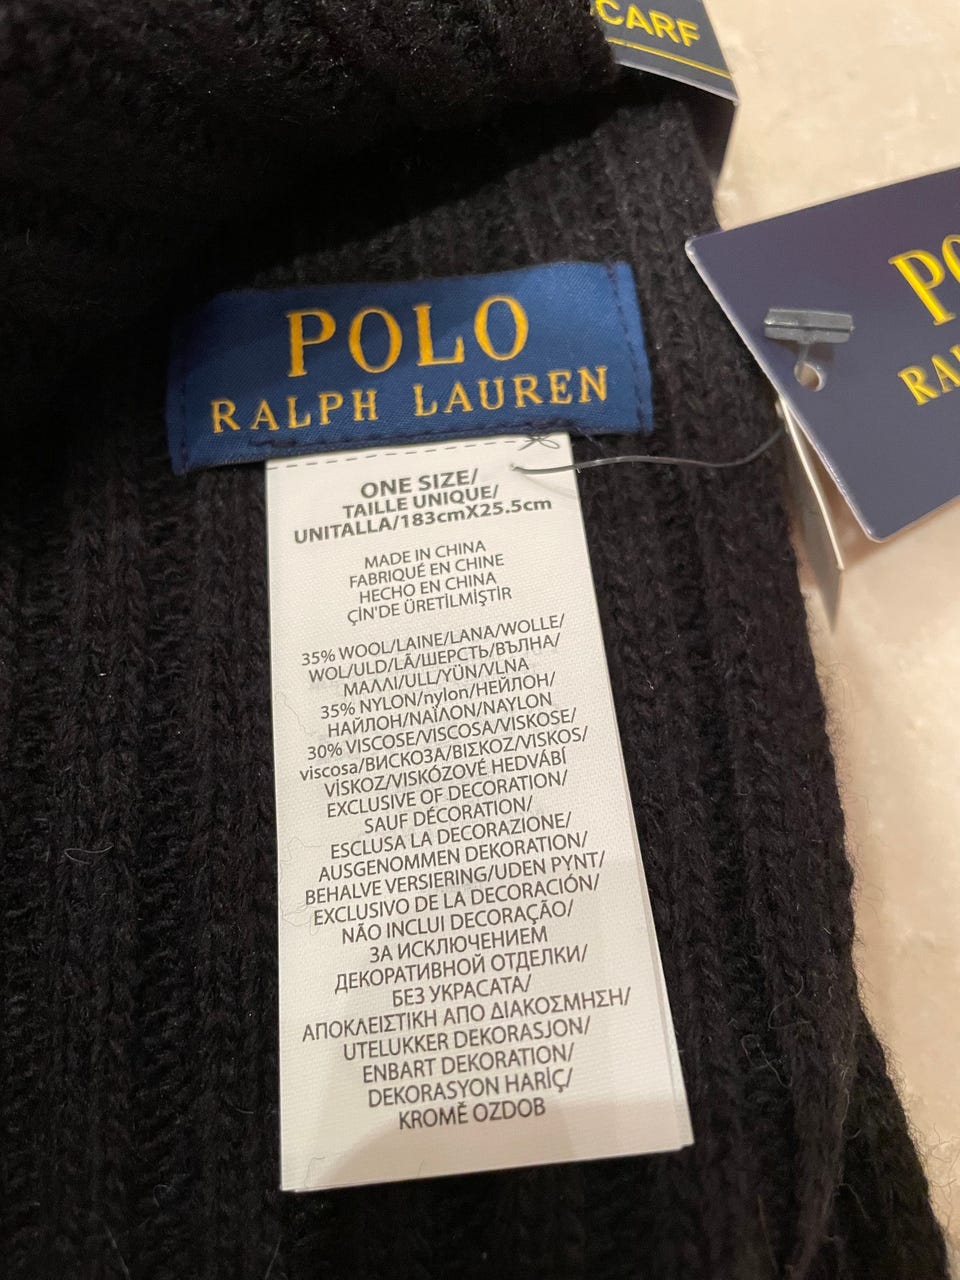 CARF
POLO
RALPH LAUREN
ONE SIZE/
TAILLE UNIQUE/
UNITALLA/183cmX25.5cm
MADE IN CHINA
FABRIQUÉ EN CHINE
HECHO EN CHINA
ÇİN'DE ÜRETİLMİŞTİR
35% WOOL/LAINE/LANA/WOLLE/
WOL/ULD/LÃ/ШЕРСТЬ/ВЪЛНА/
ΜΑΛΛΙ/ULL/YÜN/VLNA
35% NYLON/nylon/НЕЙЛОН/
НАЙЛОН/ΝΑΪΛΟΝ/NAYLON
30% VISCOSE/VISCOSA/VISKOSE/
viscosa/ВИСКОЗА/ΒΙΣΚΟΖ/VISKOS/
VİSKOZ/VISKÓZOVÉ HEDVÁBÍ
EXCLUSIVE OF DECORATION/
SAUF DÉCORATION/
ESCLUSA LA DECORAZIONE/
AUSGENOMMEN DEKORATION/
BEHALVE VERSIERING/UDEN PYNT/
EXCLUSIVO DE LA DECORACIÓN/
NÃO INCLUI DECORAÇÃO/
ЗА ИСКЛЮЧЕНИЕМ
ДЕКОРАТИВНОЙ ОТДЕЛКИ/
БЕЗ УКРАСАТА/
ΑΠΟΚΛΕΙΣΤΙΚΗ ΑΠΟ ΔΙΑΚΟΣΜΗΣΗ/
UTELUKKER DEKORASJON/
ENBART DEKORATION/
DEKORASYON HARİÇ/
KROMĚ OZDOB
PO
RA